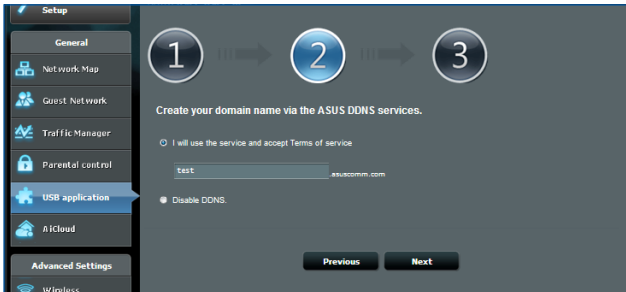 Setup
General
Network Map
Guest Network
Traffic Manager
Parental control
USB application
AiCloud
Advanced Settings
Wireless
1
2
3
Create your domain name via the ASUS DDNS services.
I will use the service and accept Terms of service
test .asuscomm.com
Disable DDNS.
Previous Next